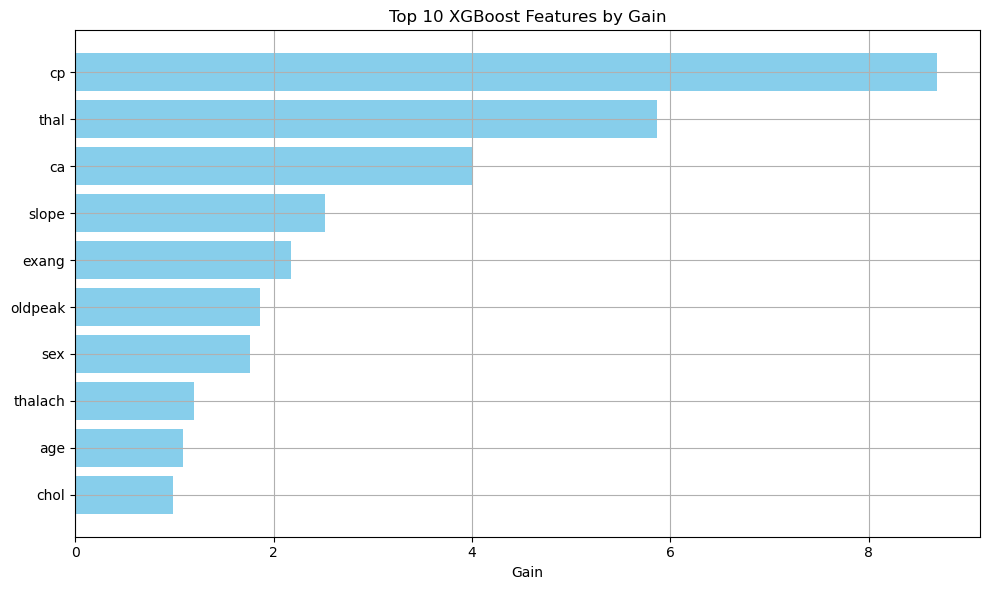 Top 10 XGBoost Features by Gain
cp
thal
ca
slope
exang
oldpeak
sex
thalach
age
chol
0 2 4 6 8
Gain